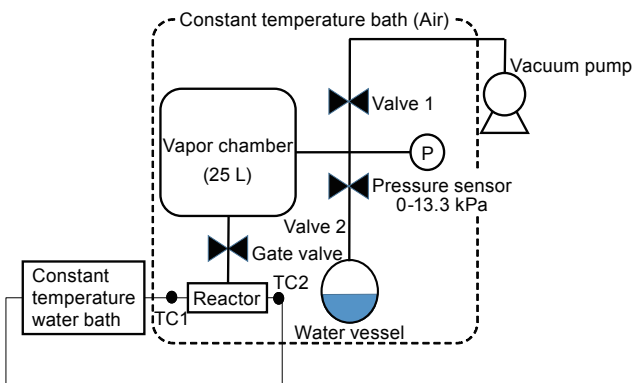 Constant temperature bath (Air)
Vacuum pump
Valve 1
Vapor chamber
(25 L)
P
Pressure sensor
0-13.3 kPa
Valve 2
Gate valve
Constant
temperature
water bath
TC1
Reactor
TC2
Water vessel